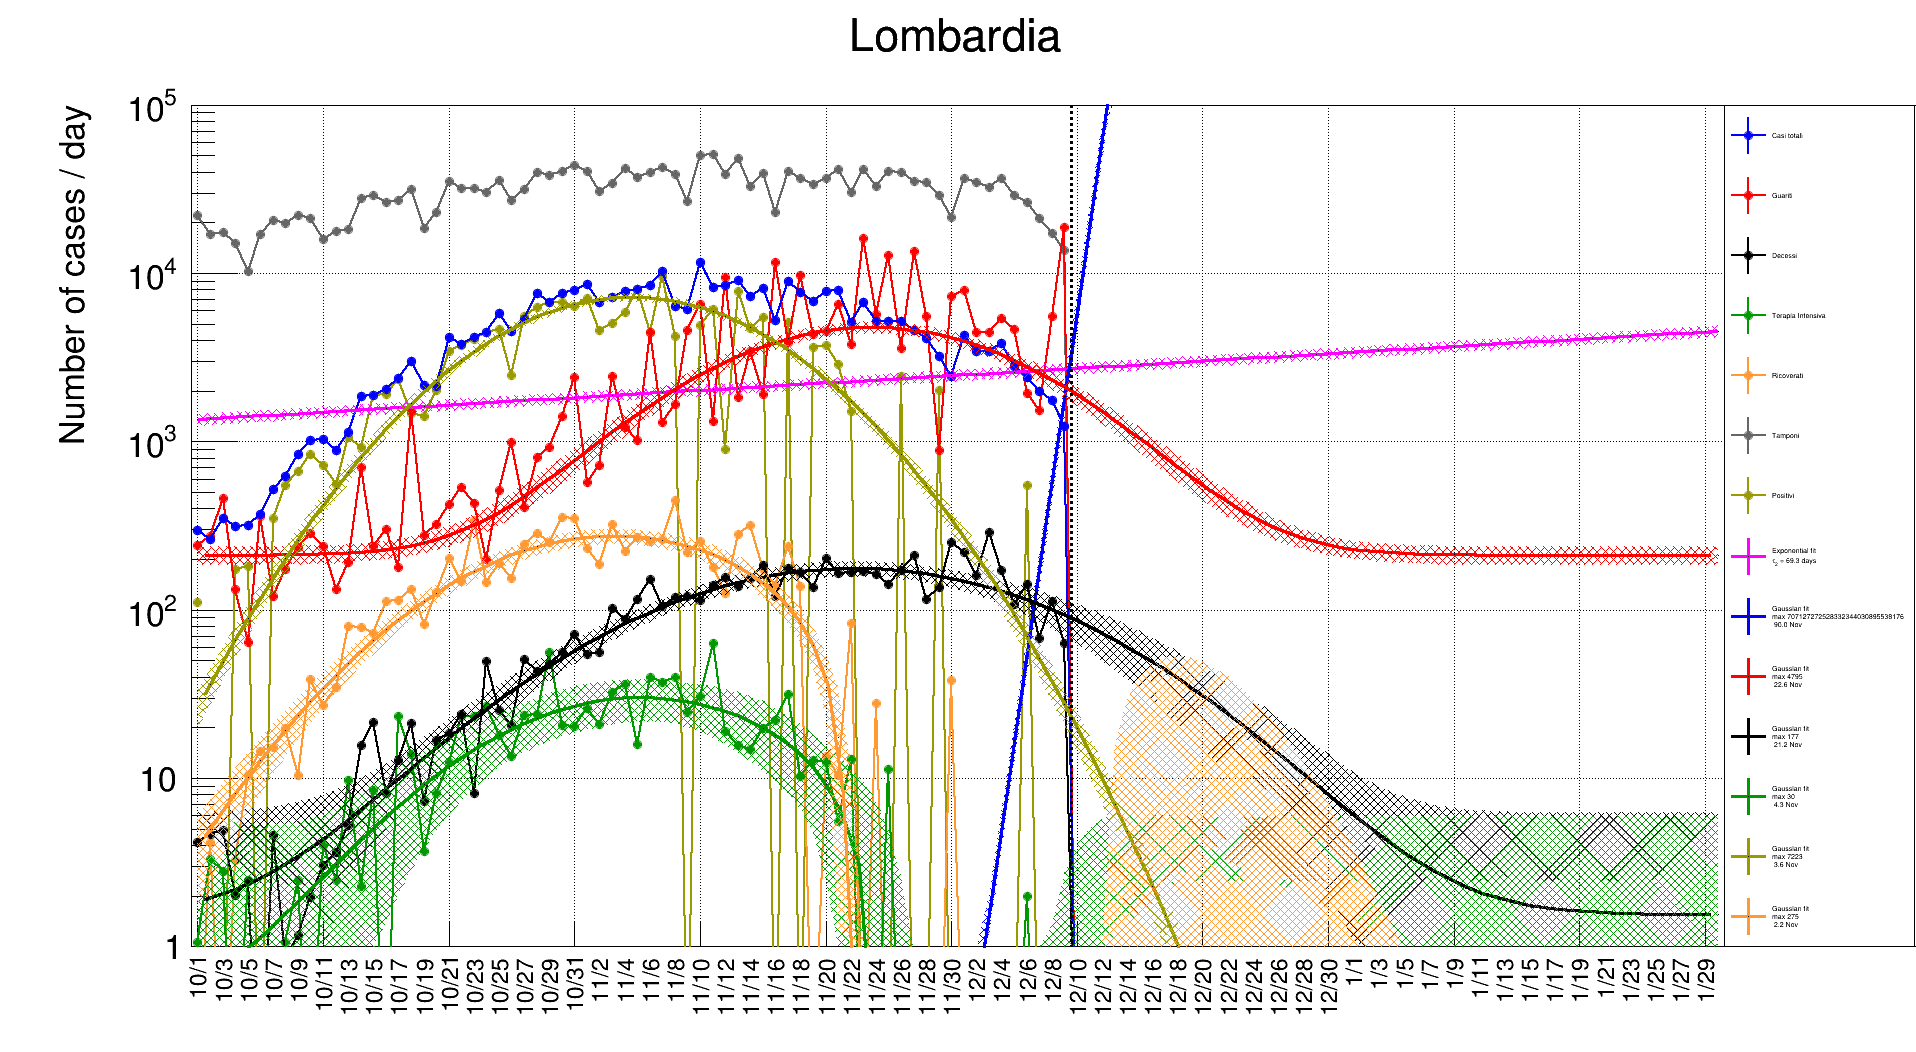 Lombardia
Number of cases / day
10^5
10^4
10^3
10^2
10
1
10/1
10/3
10/5
10/7
10/9
10/11
10/13
10/15
10/17
10/19
10/21
10/23
10/25
10/27
10/29
10/31
11/2
11/4
11/6
11/8
11/10
11/12
11/14
11/16
11/18
11/20
11/22
11/24
11/26
11/28
11/30
12/2
12/4
12/6
12/8
12/10
12/12
12/14
12/16
12/18
12/20
12/22
12/24
12/26
12/28
12/30
1/1
1/3
1/5
1/7
1/9
1/11
1/13
1/15
1/17
1/19
1/21
1/23
1/25
1/27
1/29
Casi totali
Guariti
Decessi
Terapia Intensiva
Ricoverati
Tamponi
Positivi
Exponential fit
= 69.3 days
Gaussian fit
max
90.0 Nov
Gaussian fit
max 4795
22.6 Nov
Gaussian fit
max 177
21.2 Nov
Gaussian fit
max 30
4.3 Nov
Gaussian fit
max 7223
3.6 Nov
Gaussian fit
max 275
2.2 Nov